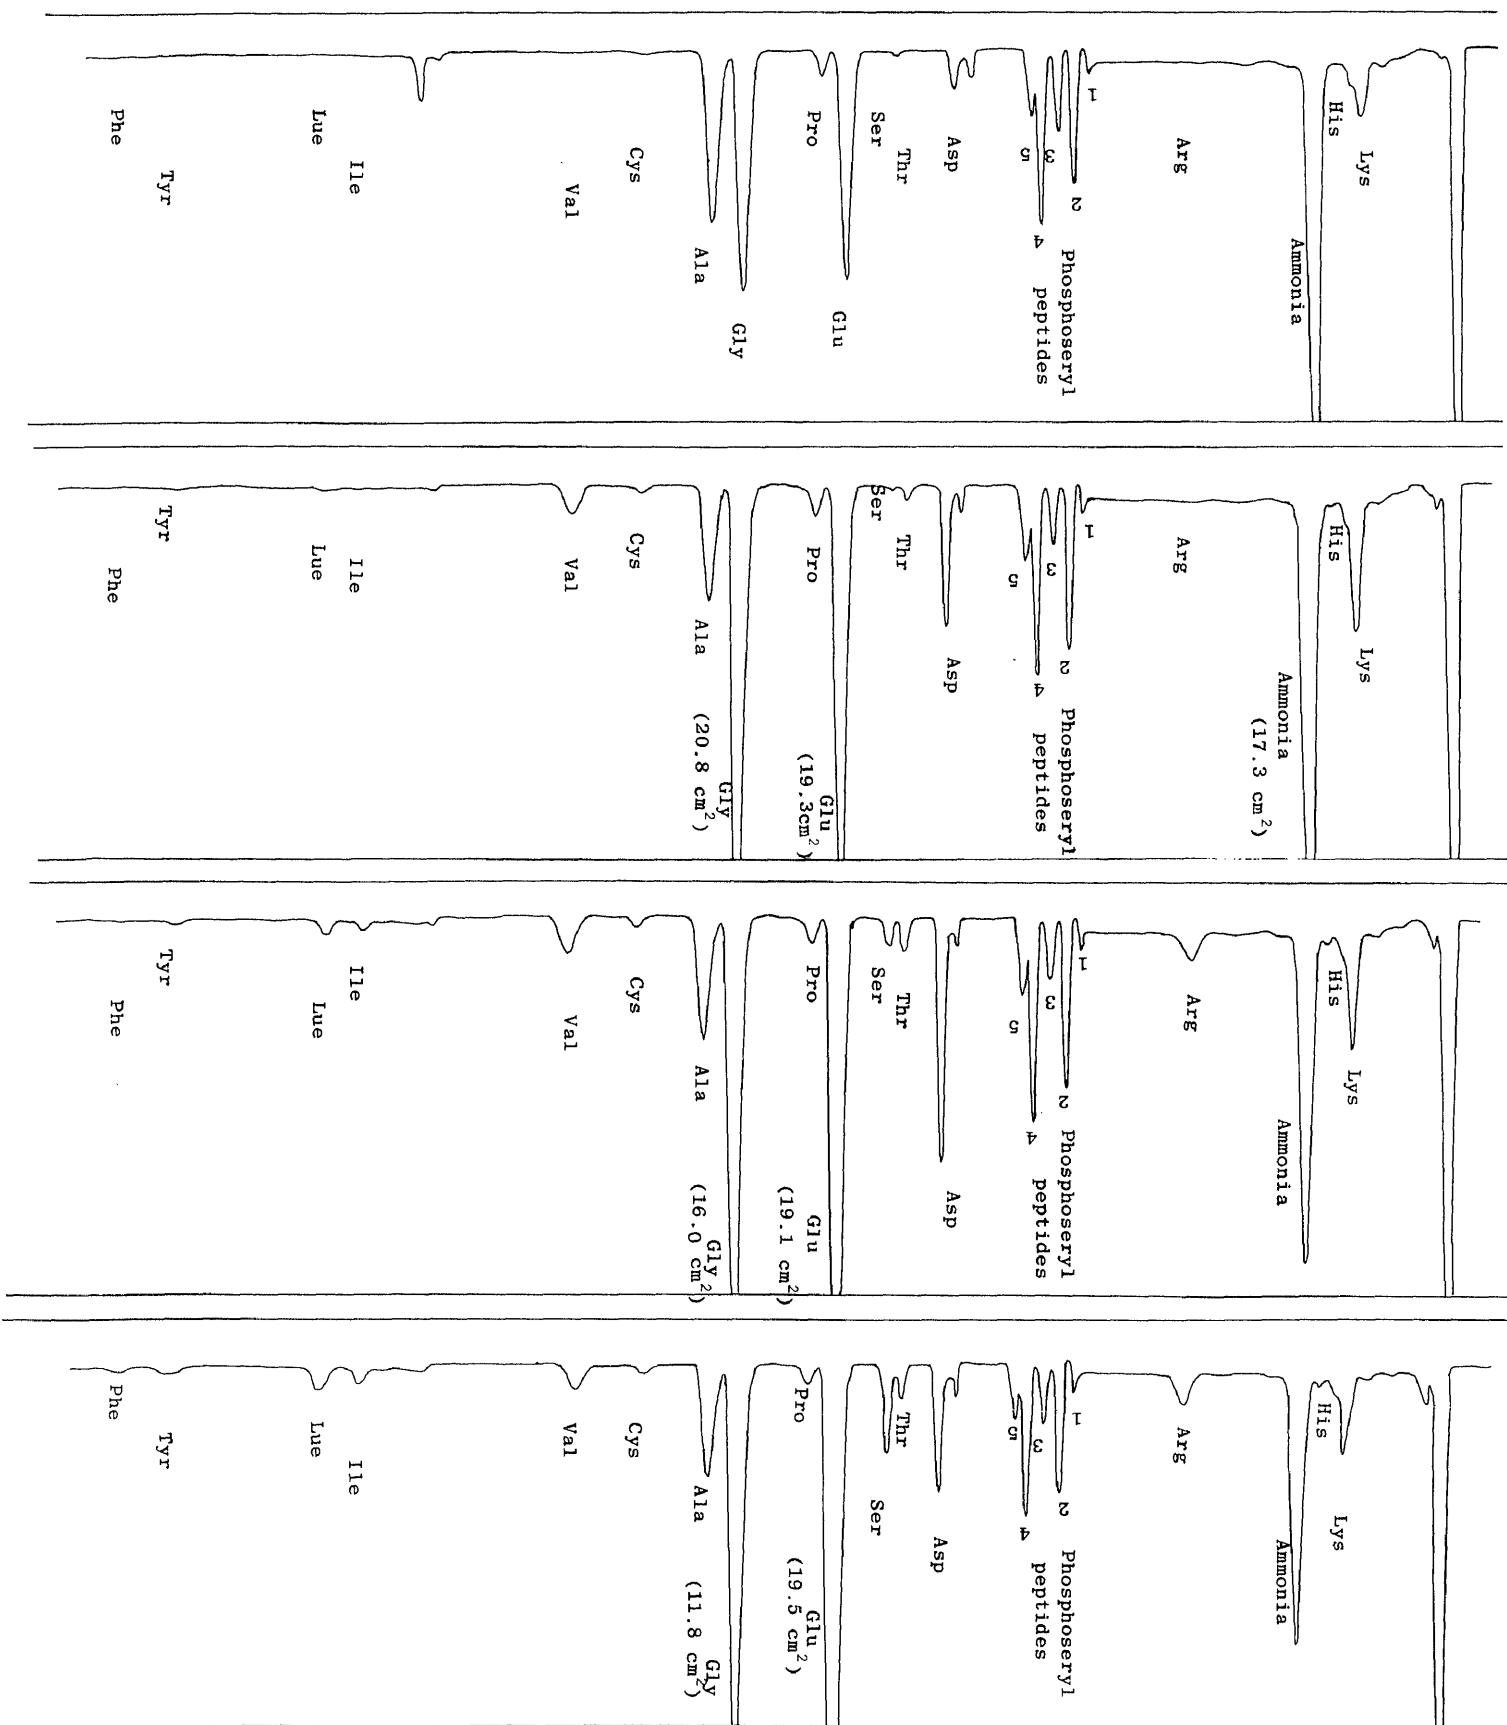 Phe
Tyr
Lue
Ile
Val
Cys
Ala
Gly
Pro
Glu
Ser
Thr
Asp
5
4
3
2
1
Phosphoseryl
peptides
Arg
Ammonia
His
Lys
Phe
Tyr
Lue
Ile
Val
Cys
Ala
Gly
(20.8 cm²)
Pro
Glu
(19.3cm²)
Ser
Thr
Asp
5
4
3
2
1
Phosphoseryl
peptides
Arg
Ammonia
(17.3 cm²)
His
Lys
Phe
Tyr
Lue
Ile
Val
Cys
Ala
Gly
(16.0 cm²)
Pro
Glu
(19.1 cm²)
Ser
Thr
Asp
5
4
3
2
1
Phosphoseryl
peptides
Arg
Ammonia
His
Lys
Phe
Tyr
Lue
Ile
Val
Cys
Ala
Gly
(11.8 cm²)
Pro
Glu
(19.5 cm²)
Ser
Thr
Asp
5
4
3
2
1
Phosphoseryl
peptides
Arg
Ammonia
His
Lys